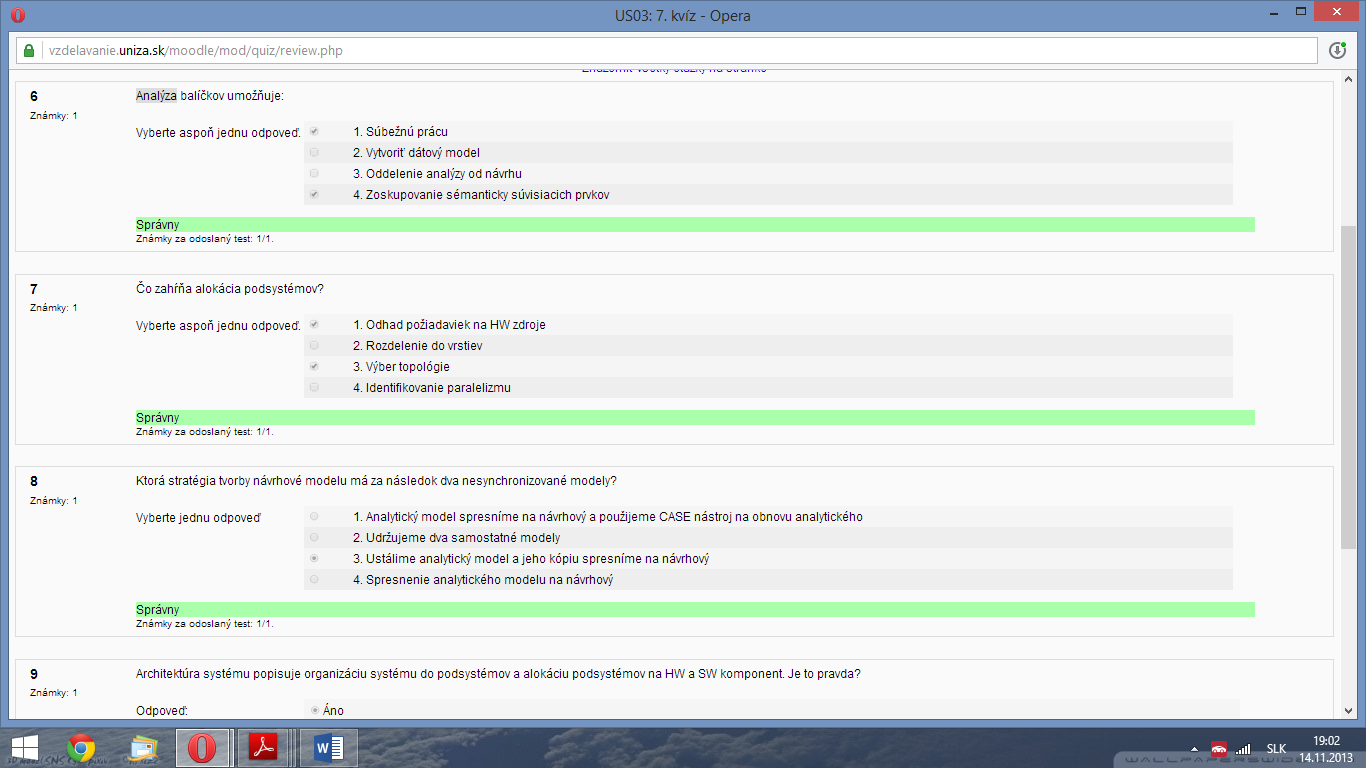 US03: 7. kvíz - Opera
vzdelavanie.uniza.sk/moodle/mod/quiz/review.php
6
Známky: 1
Analýza balíčkov umožňuje:
Vyberte aspoň jednu odpoveď.
1. Súbežnú prácu
2. Vytvoriť dátový model
3. Oddelenie analýzy od návrhu
4. Zoskupovanie sémanticky súvisiacich prvkov
Správny
Známky za odoslaný test: 1/1.
7
Známky: 1
Čo zahŕňa alokácia podsystémov?
Vyberte aspoň jednu odpoveď.
1. Odhad požiadaviek na HW zdroje
2. Rozdelenie do vrstiev
3. Výber topológie
4. Identifikovanie paralelizmu
Správny
Známky za odoslaný test: 1/1.
8
Známky: 1
Ktorá stratégia tvorby návrhové modelu má za následok dva nesynchronizované modely?
Vyberte jednu odpoveď
1. Analytický model spresníme na návrhový a použijeme CASE nástroj na obnovu analytického
2. Udržujeme dva samostatné modely
3. Ustálime analytický model a jeho kópiu spresníme na návrhový
4. Spresnenie analytického modelu na návrhový
Správny
Známky za odoslaný test: 1/1.
9
Známky: 1
Architektúra systému popisuje organizáciu systému do podsystémov a alokáciu podsystémov na HW a SW komponent. Je to pravda?
Odpoveď:
Áno
SLK
19:02
14.11.2013